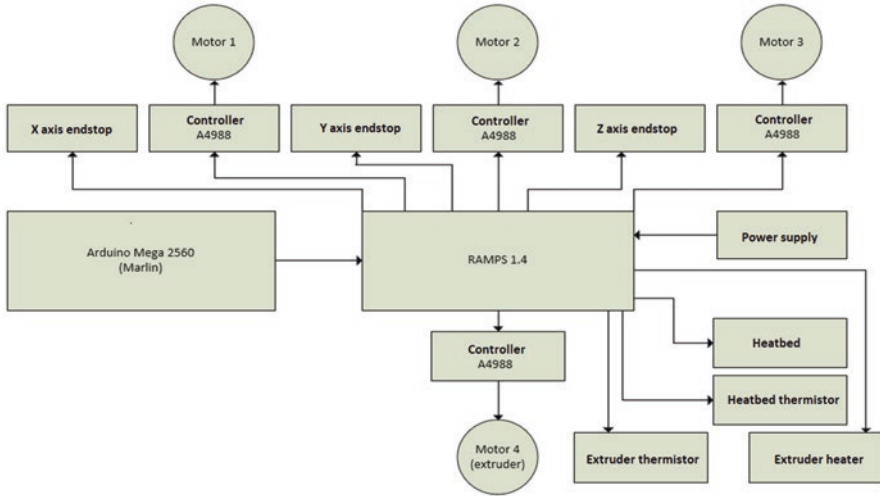 Motor 1
Motor 2
Motor 3
X axis endstop
Controller
A4988
Y axis endstop
Controller
A4988
Z axis endstop
Controller
A4988
Arduino Mega 2560
(Marlin)
RAMPS 1.4
Power supply
Controller
A4988
Heatbed
Heatbed thermistor
Motor 4
(extruder)
Extruder thermistor
Extruder heater